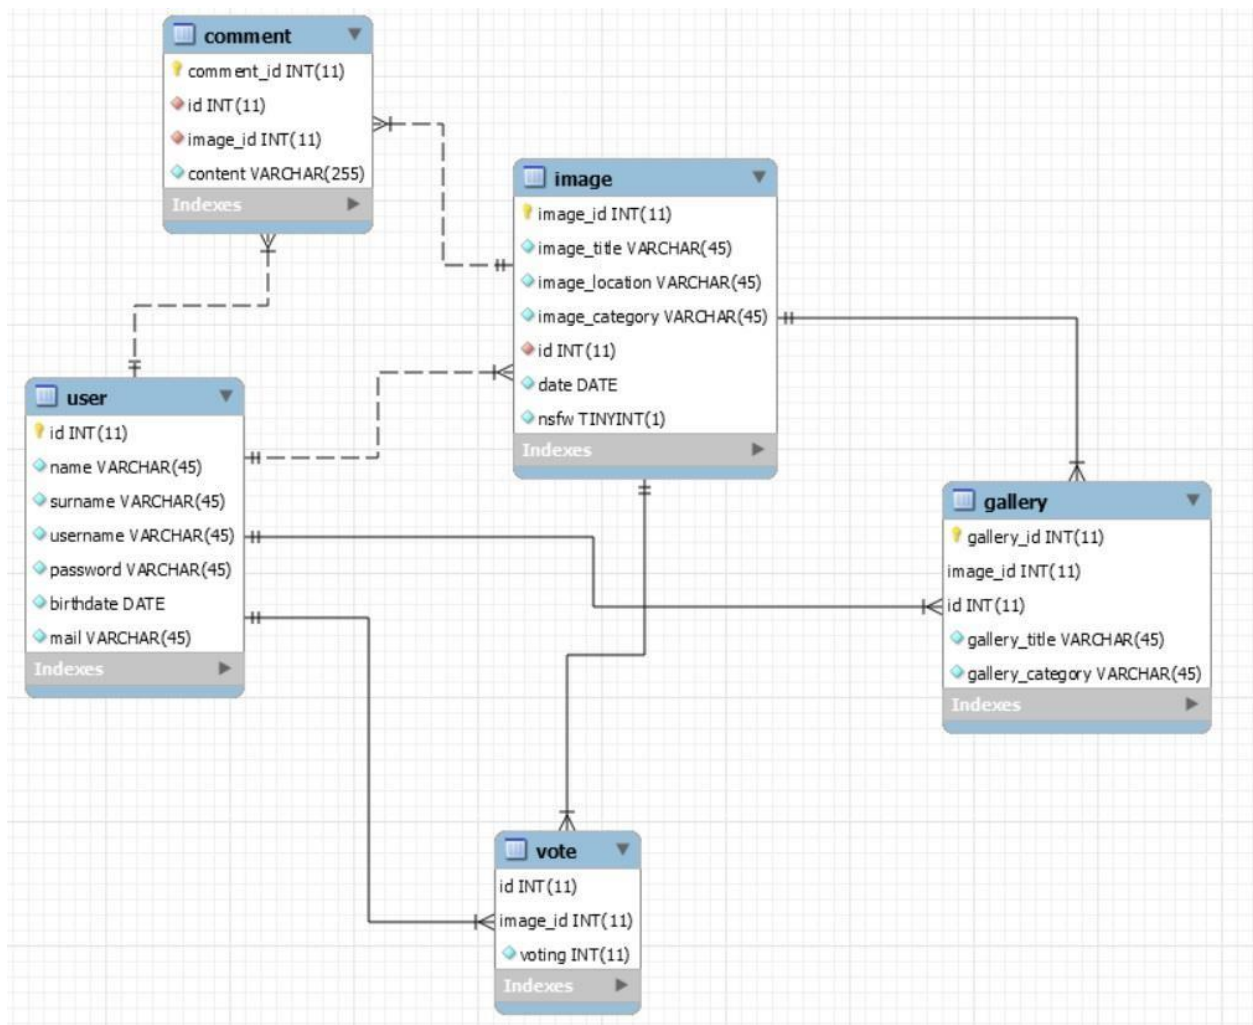 comment
comment_id INT(11)
id INT(11)
image_id INT(11)
content VARCHAR(255)
Indexes
image
image_id INT(11)
image_title VARCHAR(45)
image_location VARCHAR(45)
image_category VARCHAR(45)
id INT(11)
date DATE
nsfw TINYINT(1)
Indexes
user
id INT(11)
name VARCHAR(45)
surname VARCHAR(45)
username VARCHAR(45)
password VARCHAR(45)
birthdate DATE
mail VARCHAR(45)
Indexes
gallery
gallery_id INT(11)
image_id INT(11)
id INT(11)
gallery_title VARCHAR(45)
gallery_category VARCHAR(45)
Indexes
vote
id INT(11)
image_id INT(11)
voting INT(11)
Indexes